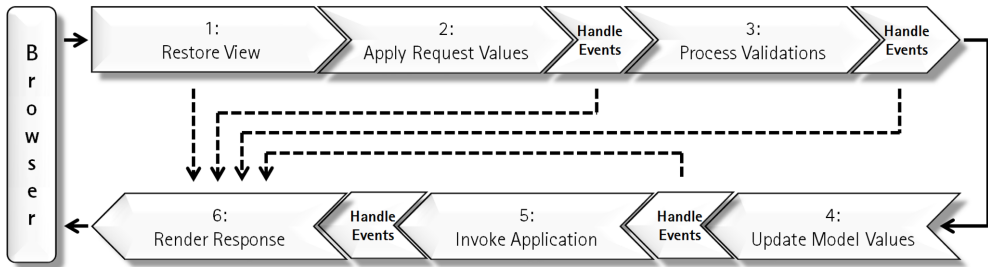 Browser
1:
Restore View
2:
Apply Request Values
Handle
Events
3:
Process Validations
Handle
Events
6:
Render Response
Handle
Events
5:
Invoke Application
Handle
Events
4:
Update Model Values